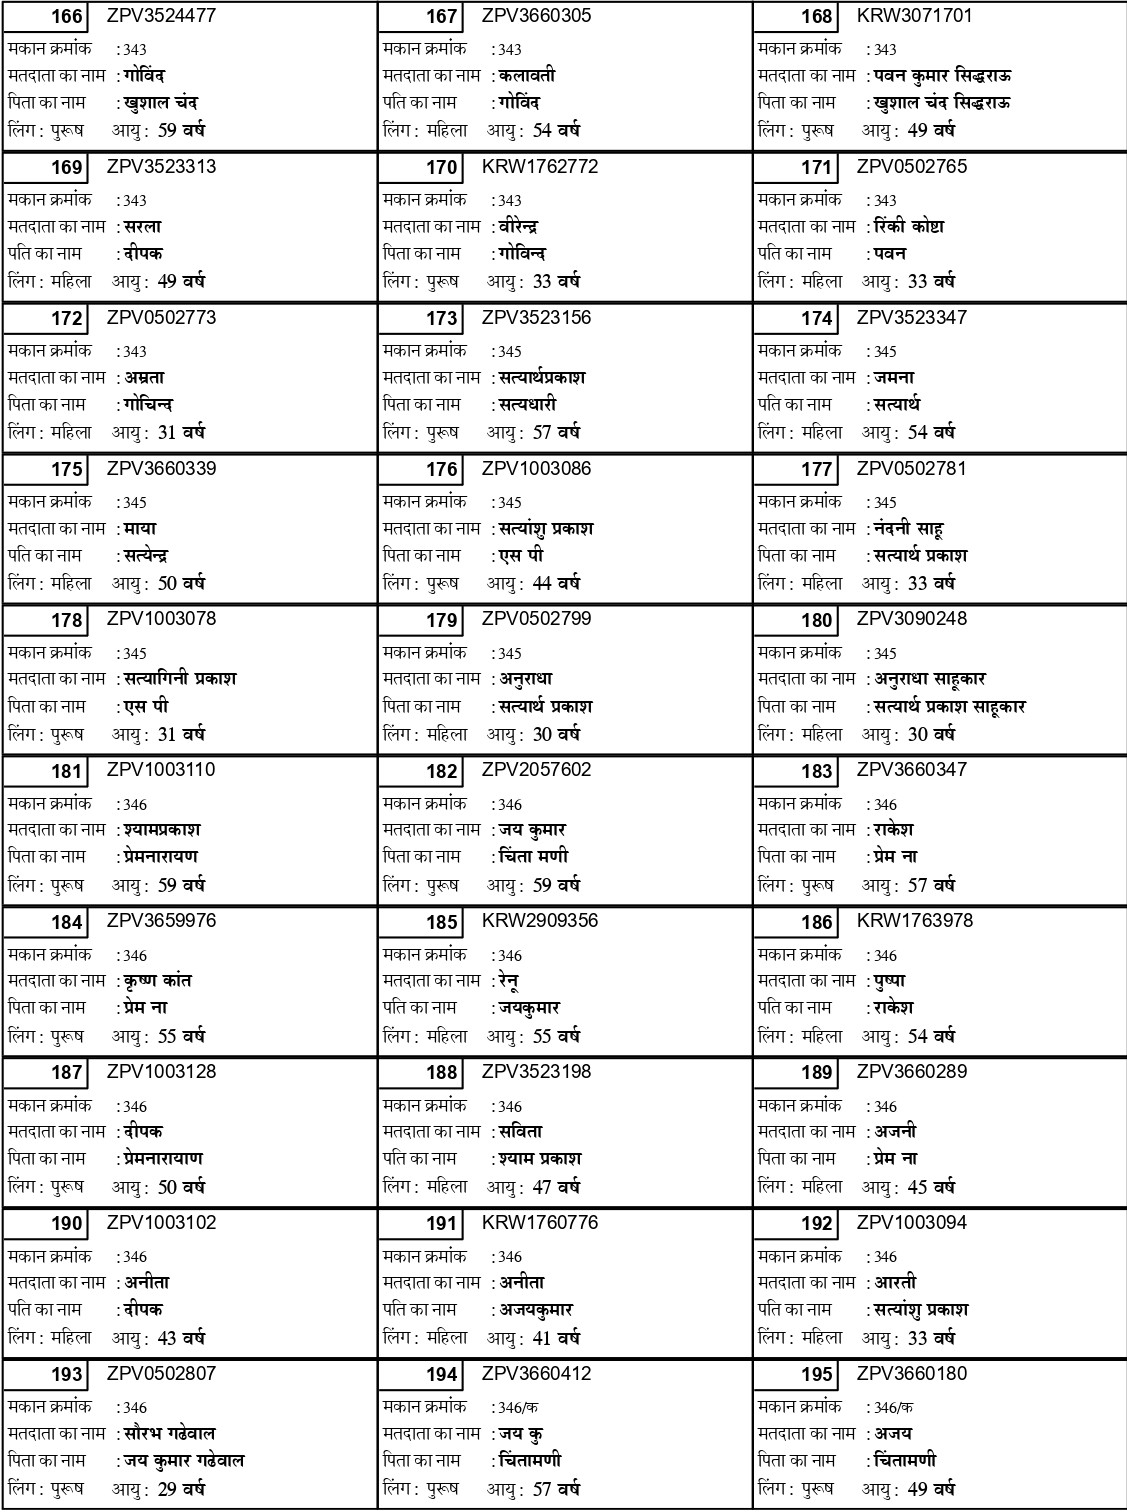 166 ZPV3524477
मकान क्रमांक :343
मतदाता का नाम :गोविंद
पिता का नाम :खुशाल चंद
लिंग: पुरूष आयु: 59 वर्ष
167 ZPV3660305
मकान क्रमांक :343
मतदाता का नाम :कलावती
पति का नाम :गोविंद
लिंग: महिला आयु: 54 वर्ष
168 KRW3071701
मकान क्रमांक :343
मतदाता का नाम :पवन कुमार सिद्धराऊ
पिता का नाम :खुशाल चंद सिद्धराऊ
लिंग: पुरूष आयु: 49 वर्ष
169 ZPV3523313
मकान क्रमांक :343
मतदाता का नाम :सरला
पति का नाम :दीपक
लिंग: महिला आयु: 49 वर्ष
170 KRW1762772
मकान क्रमांक :343
मतदाता का नाम :वीरेन्द्र
पिता का नाम :गोविन्द
लिंग: पुरूष आयु: 33 वर्ष
171 ZPV0502765
मकान क्रमांक :343
मतदाता का नाम :रिंकी कोष्टा
पति का नाम :पवन
लिंग: महिला आयु: 33 वर्ष
172 ZPV0502773
मकान क्रमांक :343
मतदाता का नाम :अम्रता
पिता का नाम :गोचिन्द
लिंग: महिला आयु: 31 वर्ष
173 ZPV3523156
मकान क्रमांक :345
मतदाता का नाम :सत्यार्थप्रकाश
पिता का नाम :सत्यधारी
लिंग: पुरूष आयु: 57 वर्ष
174 ZPV3523347
मकान क्रमांक :345
मतदाता का नाम :जमना
पति का नाम :सत्यार्थ
लिंग: महिला आयु: 54 वर्ष
175 ZPV3660339
मकान क्रमांक :345
मतदाता का नाम :माया
पति का नाम :सत्येन्द्र
लिंग: महिला आयु: 50 वर्ष
176 ZPV1003086
मकान क्रमांक :345
मतदाता का नाम :सत्यांशु प्रकाश
पिता का नाम :एस पी
लिंग: पुरूष आयु: 44 वर्ष
177 ZPV0502781
मकान क्रमांक :345
मतदाता का नाम :नंदनी साहू
पिता का नाम :सत्यार्थ प्रकाश
लिंग: महिला आयु: 33 वर्ष
178 ZPV1003078
मकान क्रमांक :345
मतदाता का नाम :सत्यागिनी प्रकाश
पिता का नाम :एस पी
लिंग: पुरूष आयु: 31 वर्ष
179 ZPV0502799
मकान क्रमांक :345
मतदाता का नाम :अनुराधा
पिता का नाम :सत्यार्थ प्रकाश
लिंग: महिला आयु: 30 वर्ष
180 ZPV3090248
मकान क्रमांक :345
मतदाता का नाम :अनुराधा साहूकार
पिता का नाम :सत्यार्थ प्रकाश साहूकार
लिंग: महिला आयु: 30 वर्ष
181 ZPV1003110
मकान क्रमांक :346
मतदाता का नाम :श्यामप्रकाश
पिता का नाम :प्रेमनारायण
लिंग: पुरूष आयु: 59 वर्ष
182 ZPV2057602
मकान क्रमांक :346
मतदाता का नाम :जय कुमार
पिता का नाम :चिंता मणी
लिंग: पुरूष आयु: 59 वर्ष
183 ZPV3660347
मकान क्रमांक :346
मतदाता का नाम :राकेश
पिता का नाम :प्रेम ना
लिंग: पुरूष आयु: 57 वर्ष
184 ZPV3659976
मकान क्रमांक :346
मतदाता का नाम :कृष्ण कांत
पिता का नाम :प्रेम ना
लिंग: पुरूष आयु: 55 वर्ष
185 KRW2909356
मकान क्रमांक :346
मतदाता का नाम :रेनू
पति का नाम :जयकुमार
लिंग: महिला आयु: 55 वर्ष
186 KRW1763978
मकान क्रमांक :346
मतदाता का नाम :पुष्पा
पति का नाम :राकेश
लिंग: महिला आयु: 54 वर्ष
187 ZPV1003128
मकान क्रमांक :346
मतदाता का नाम :दीपक
पिता का नाम :प्रेमनारायाण
लिंग: पुरूष आयु: 50 वर्ष
188 ZPV3523198
मकान क्रमांक :346
मतदाता का नाम :सविता
पति का नाम :श्याम प्रकाश
लिंग: महिला आयु: 47 वर्ष
189 ZPV3660289
मकान क्रमांक :346
मतदाता का नाम :अजनी
पिता का नाम :प्रेम ना
लिंग: महिला आयु: 45 वर्ष
190 ZPV1003102
मकान क्रमांक :346
मतदाता का नाम :अनीता
पति का नाम :दीपक
लिंग: महिला आयु: 43 वर्ष
191 KRW1760776
मकान क्रमांक :346
मतदाता का नाम :अनीता
पति का नाम :अजयकुमार
लिंग: महिला आयु: 41 वर्ष
192 ZPV1003094
मकान क्रमांक :346
मतदाता का नाम :आरती
पति का नाम :सत्यांशु प्रकाश
लिंग: महिला आयु: 33 वर्ष
193 ZPV0502807
मकान क्रमांक :346
मतदाता का नाम :सौरभ गढेवाल
पिता का नाम :जय कुमार गढेवाल
लिंग: पुरूष आयु: 29 वर्ष
194 ZPV3660412
मकान क्रमांक :346/क
मतदाता का नाम :जय कु
पिता का नाम :चिंतामणी
लिंग: पुरूष आयु: 57 वर्ष
195 ZPV3660180
मकान क्रमांक :346/क
मतदाता का नाम :अजय
पिता का नाम :चिंतामणी
लिंग: पुरूष आयु: 49 वर्ष